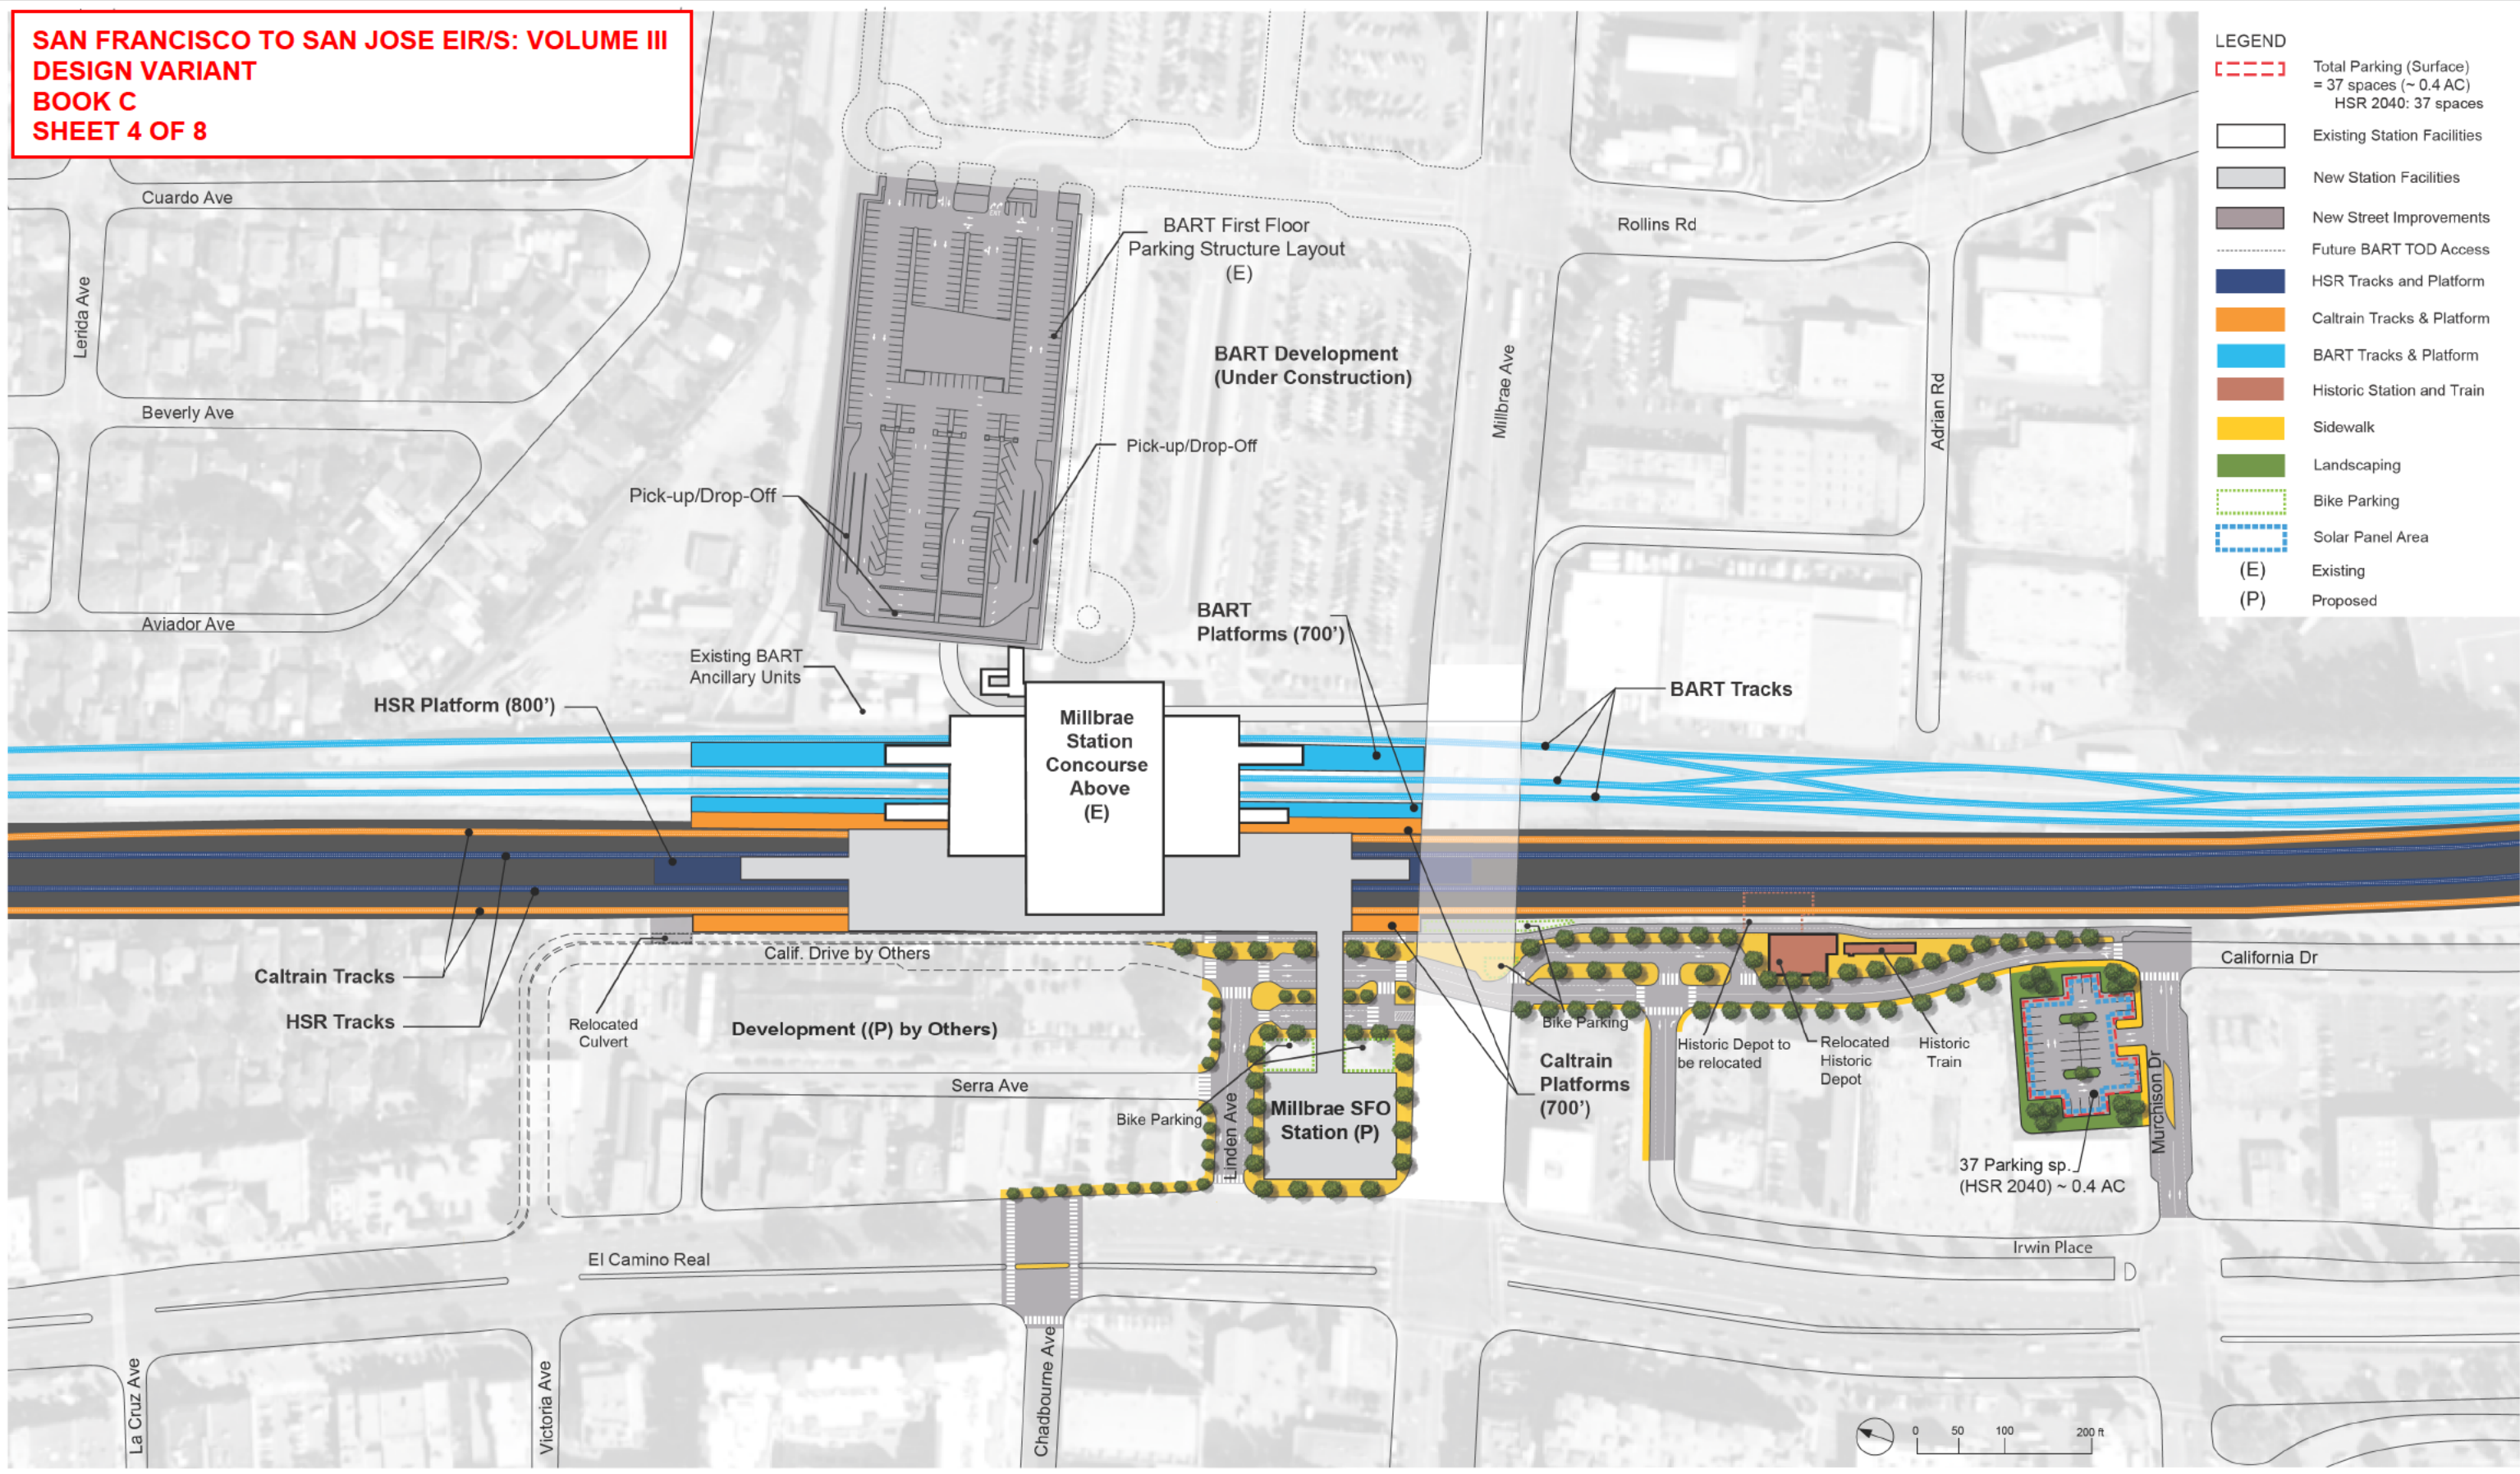 SAN FRANCISCO TO SAN JOSE EIR/S: VOLUME III
DESIGN VARIANT
BOOK C
SHEET 4 OF 8
LEGEND
Total Parking (Surface)
= 37 spaces (~ 0.4 AC)
HSR 2040: 37 spaces
Existing Station Facilities
New Station Facilities
New Street Improvements
Future BART TOD Access
HSR Tracks and Platform
Caltrain Tracks & Platform
BART Tracks & Platform
Historic Station and Train
Sidewalk
Landscaping
Bike Parking
Solar Panel Area
(E) Existing
(P) Proposed
Cuardo Ave
Lerida Ave
Beverly Ave
Aviador Ave
BART First Floor
Parking Structure Layout
(E)
Rollins Rd
BART Development
(Under Construction)
Millbrae Ave
Adrian Rd
Pick-up/Drop-Off
Pick-up/Drop-Off
BART
Platforms (700')
Existing BART
Ancillary Units
HSR Platform (800')
BART Tracks
Millbrae
Station
Concourse
Above
(E)
Caltrain Tracks
HSR Tracks
Relocated
Culvert
Calif. Drive by Others
Development ((P) by Others)
Serra Ave
Bike Parking
Linden Ave
Millbrae SFO
Station (P)
Bike Parking
Caltrain
Platforms
(700')
Historic Depot to
be relocated
Relocated
Historic
Depot
Historic
Train
California Dr
Murchison Dr
37 Parking sp.
(HSR 2040) ~ 0.4 AC
Irwin Place
El Camino Real
La Cruz Ave
Victoria Ave
Chadbourne Ave
0 50 100 200 ft